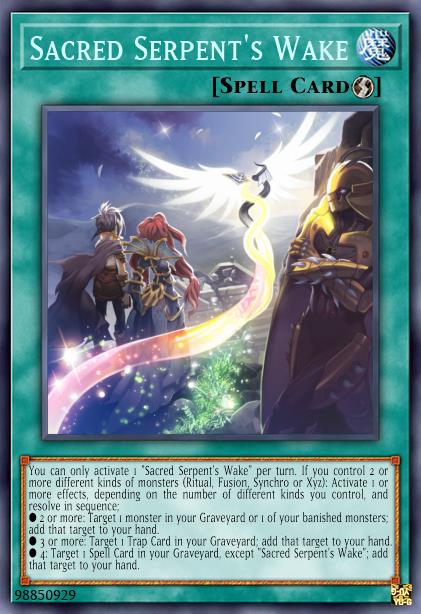 SACRED SERPENT'S WAKE
魔
[SPELL CARD]
You can only activate 1 "Sacred Serpent's Wake" per turn. If you control 2 or
more different kinds of monsters (Ritual, Fusion, Synchro or Xyz): Activate 1 or
more effects, depending on the number of different kinds you control, and
resolve in sequence;
● 2 or more: Target 1 monster in your Graveyard or 1 of your banished monsters;
add that target to your hand.
● 3 or more: Target 1 Trap Card in your Graveyard; add that target to your hand.
● 4: Target 1 Spell Card in your Graveyard, except "Sacred Serpent's Wake"; add
that target to your hand.
98850929